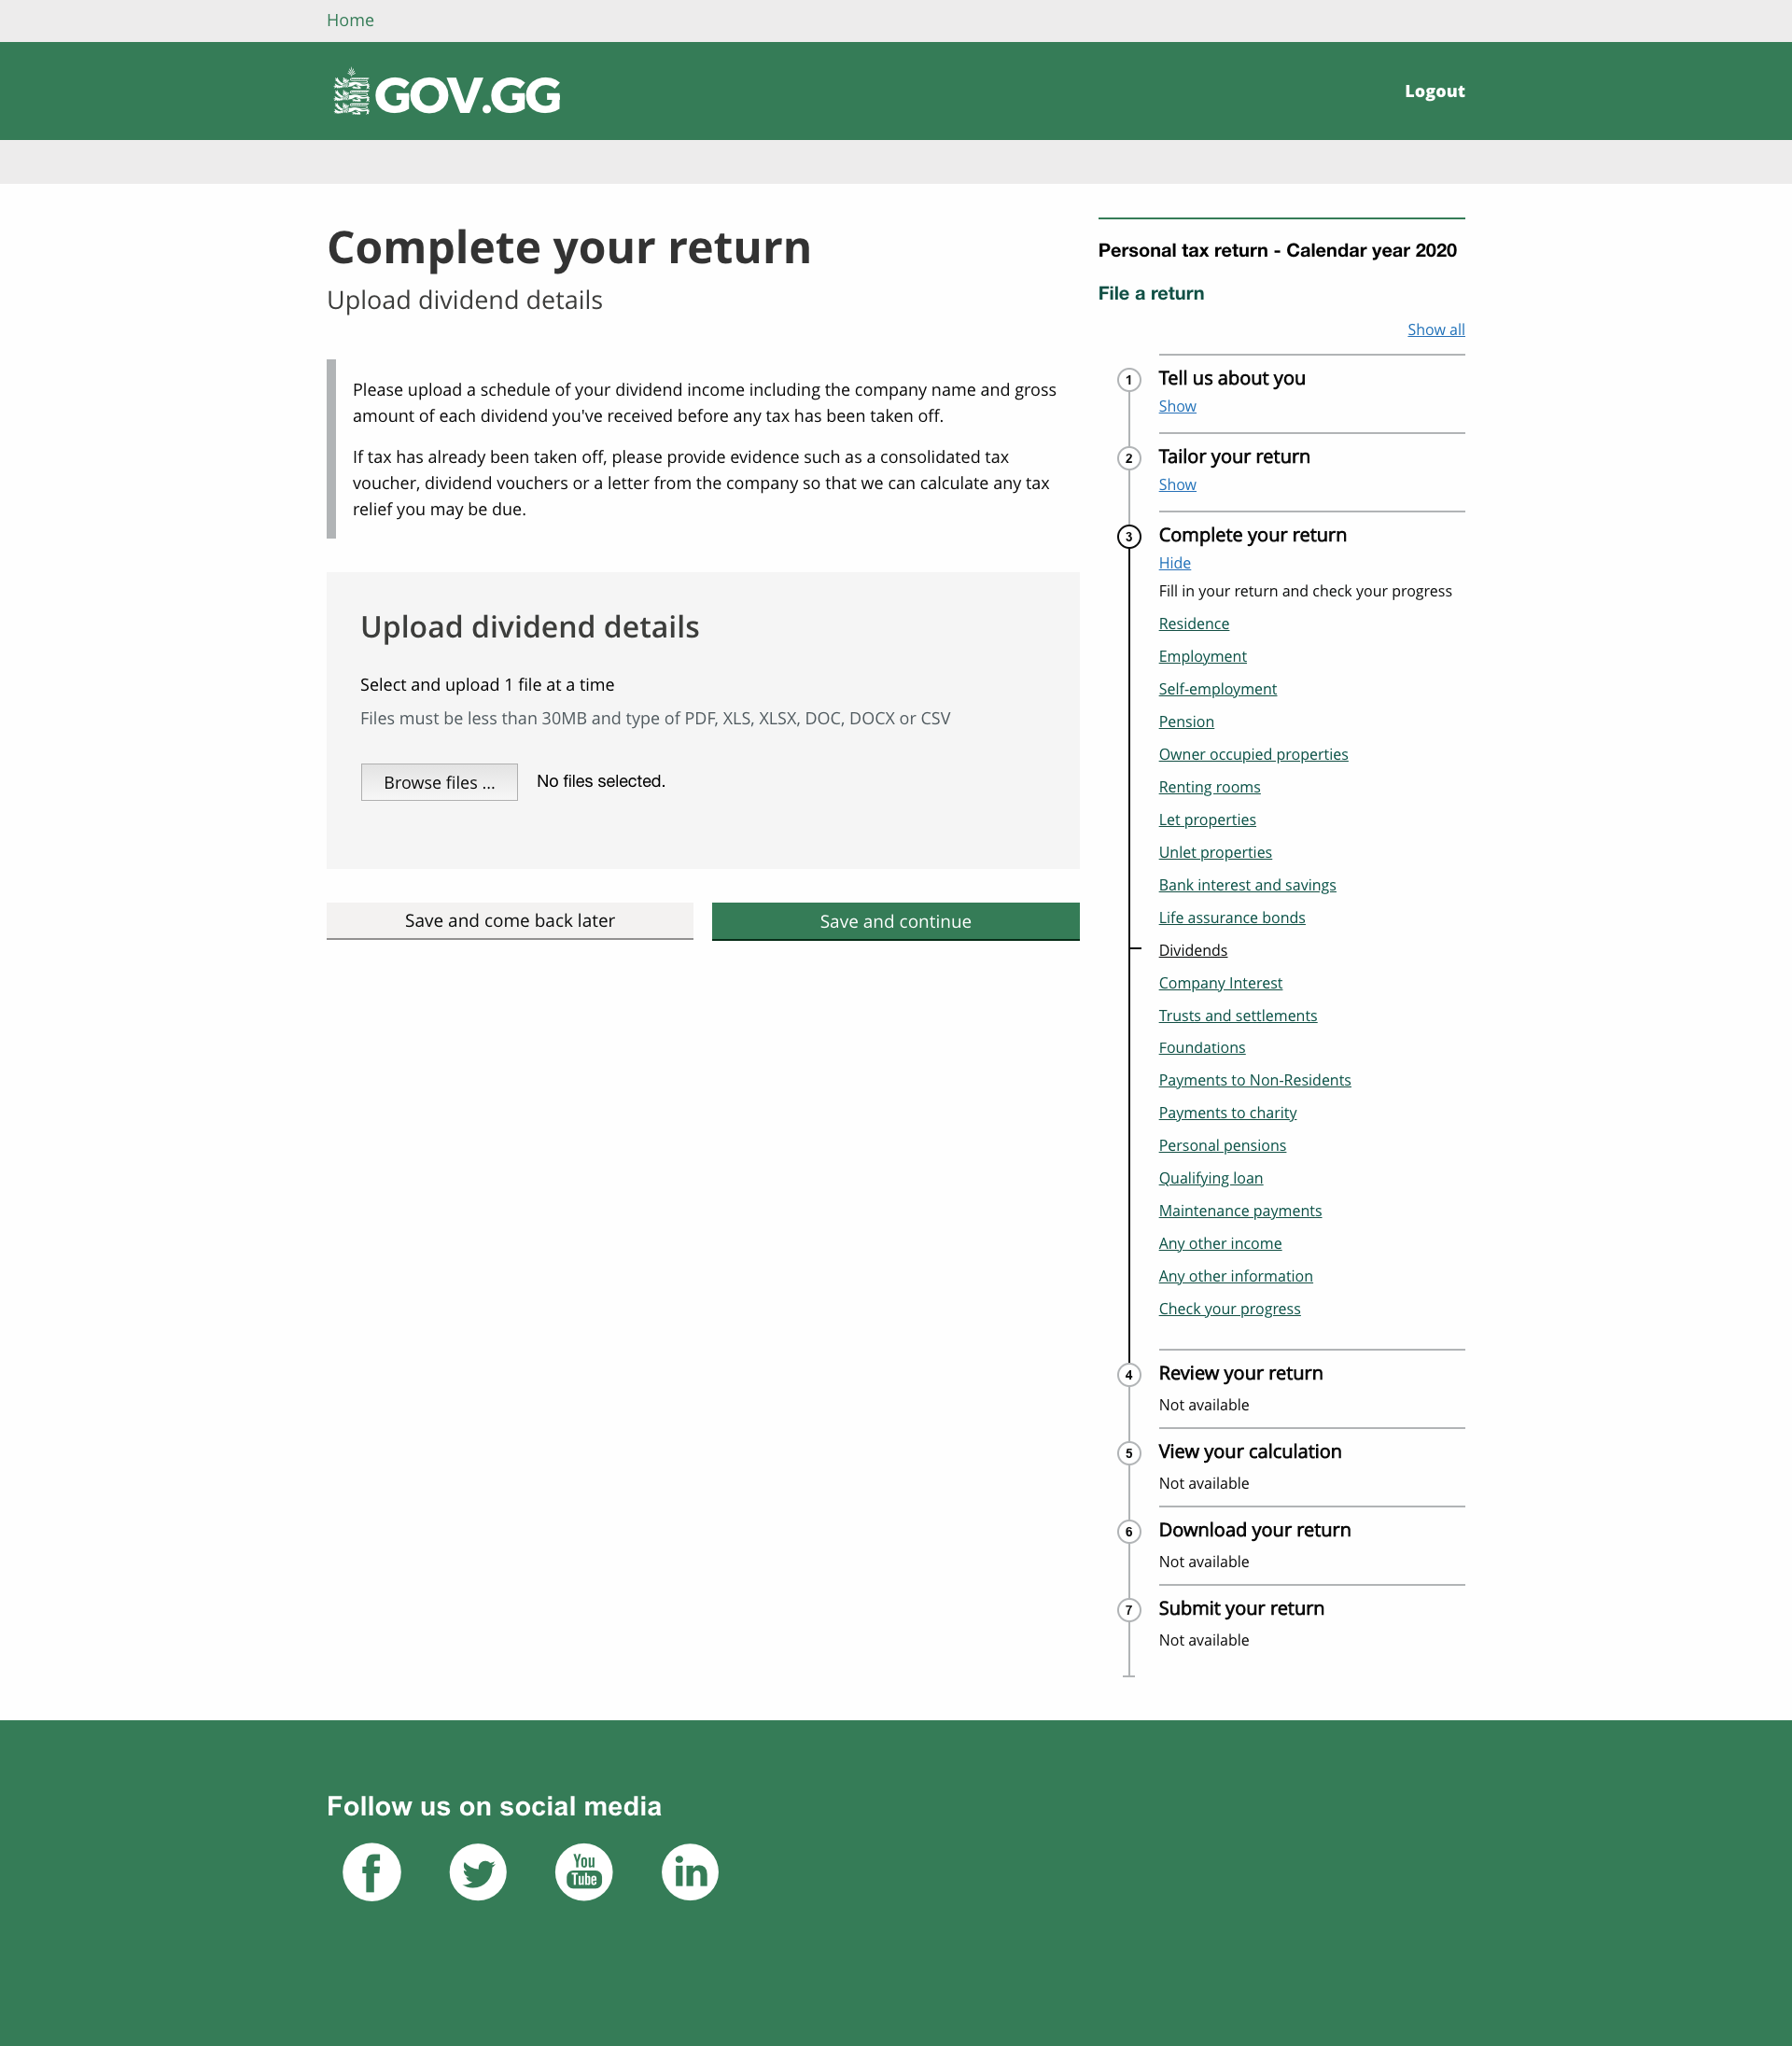 Home
GOV.GG
Logout
Complete your return
Upload dividend details
Please upload a schedule of your dividend income including the company name and gross
amount of each dividend you've received before any tax has been taken off.
If tax has already been taken off, please provide evidence such as a consolidated tax
voucher, dividend vouchers or a letter from the company so that we can calculate any tax
relief you may be due.
Upload dividend details
Select and upload 1 file at a time
Files must be less than 30MB and type of PDF, XLS, XLSX, DOC, DOCX or CSV
Browse files ...
No files selected.
Save and come back later
Save and continue
Personal tax return - Calendar year 2020
File a return
Show all
1
Tell us about you
Show
2
Tailor your return
Show
3
Complete your return
Hide
Fill in your return and check your progress
Residence
Employment
Self-employment
Pension
Owner occupied properties
Renting rooms
Let properties
Unlet properties
Bank interest and savings
Life assurance bonds
Dividends
Company Interest
Trusts and settlements
Foundations
Payments to Non-Residents
Payments to charity
Personal pensions
Qualifying loan
Maintenance payments
Any other income
Any other information
Check your progress
4
Review your return
Not available
5
View your calculation
Not available
6
Download your return
Not available
7
Submit your return
Not available
Follow us on social media
f
You
Tube
in